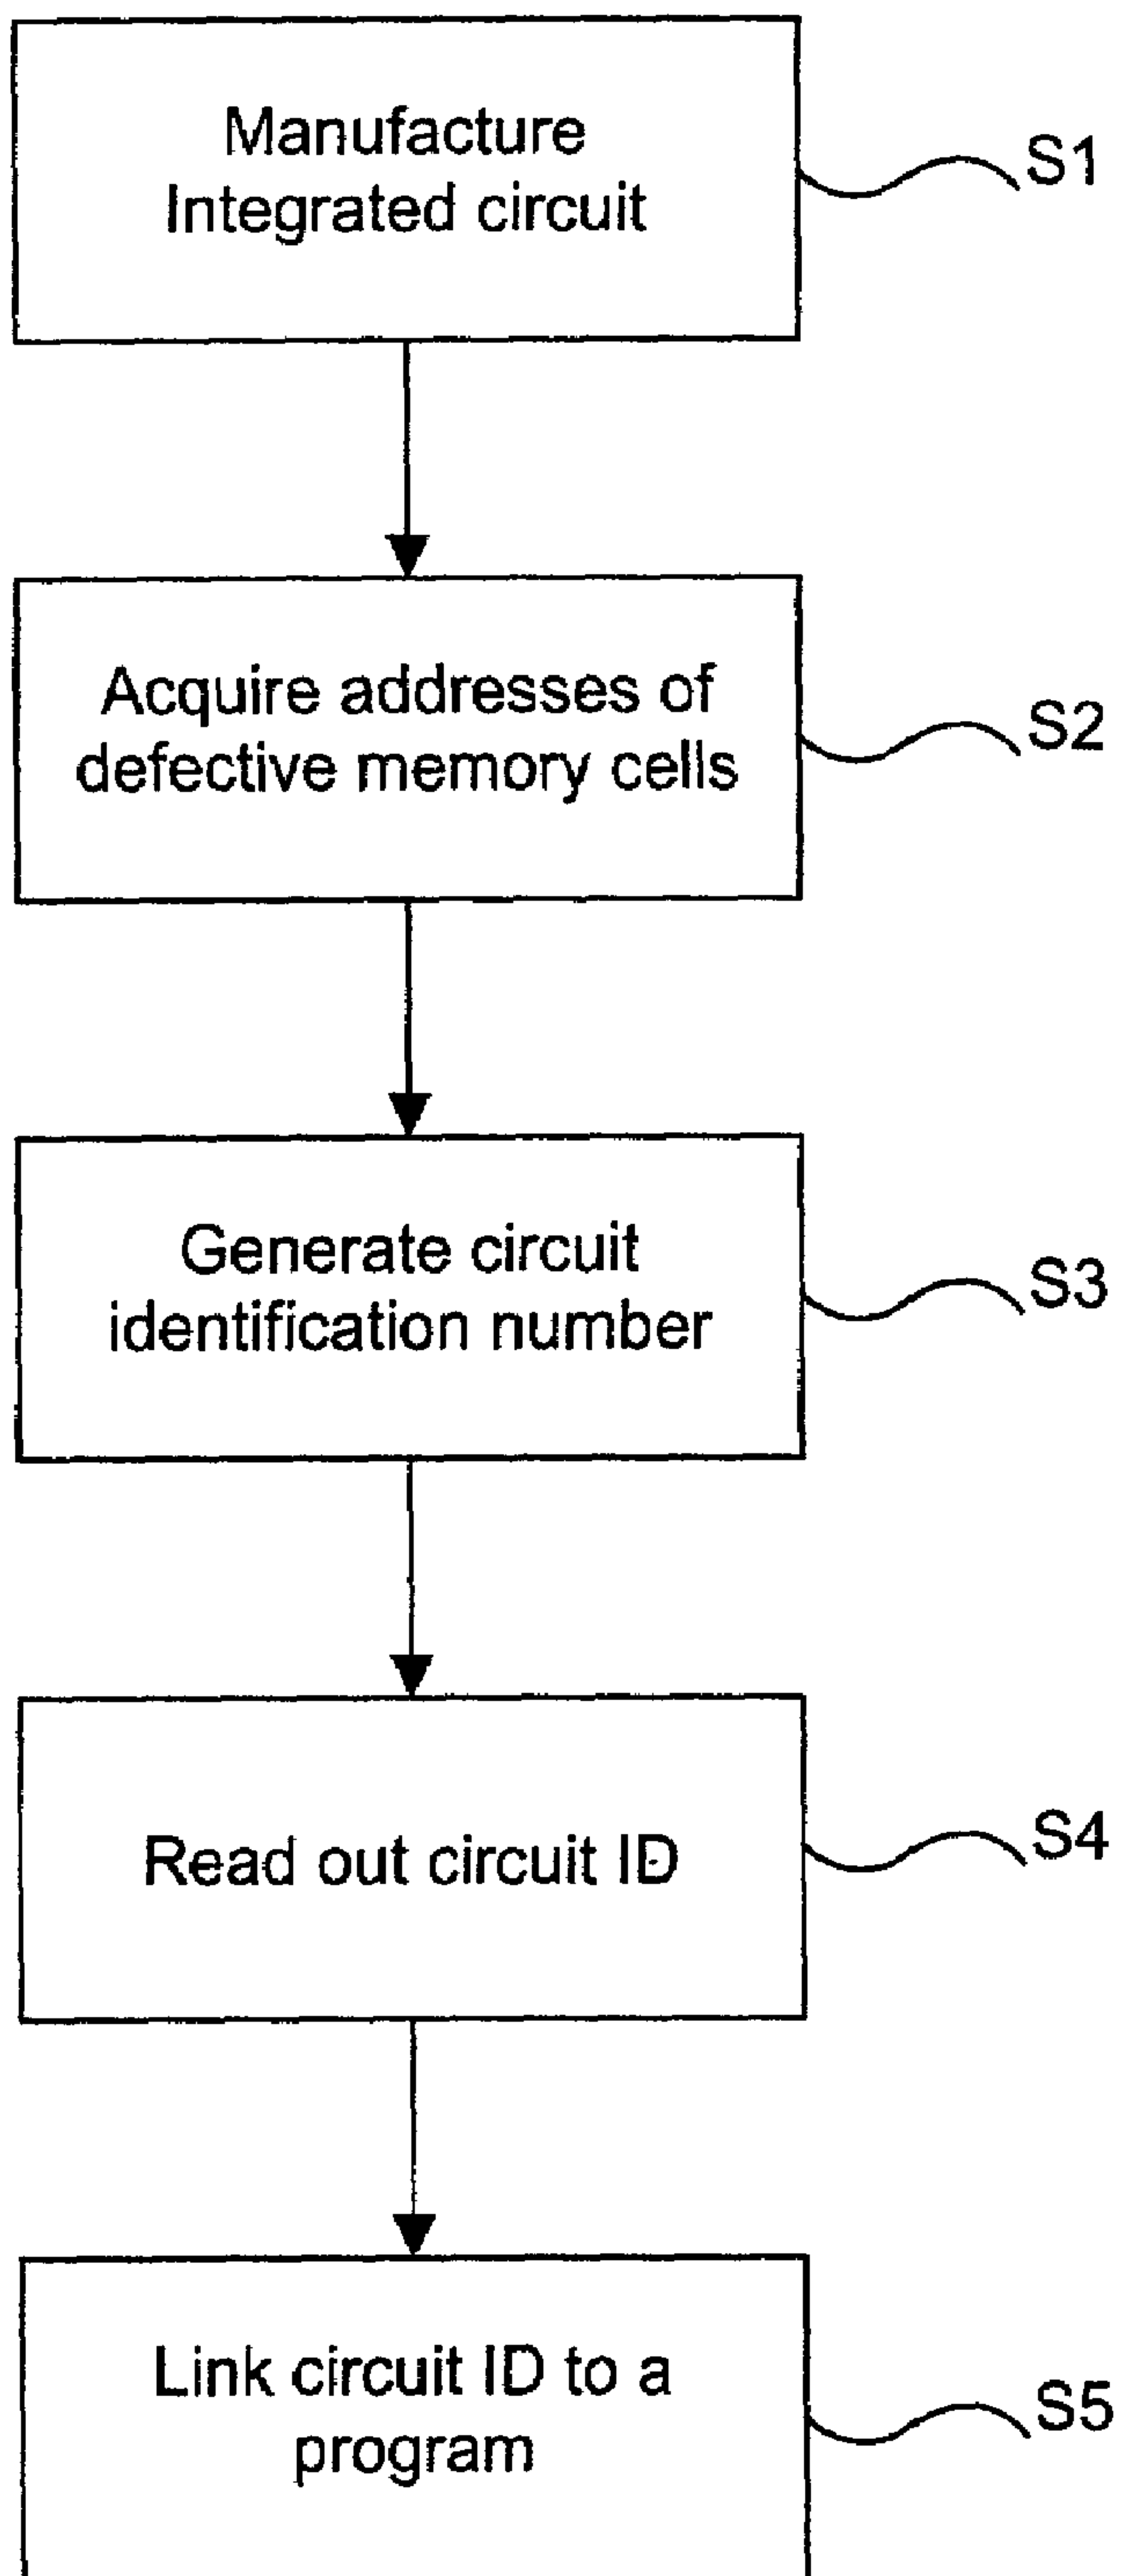 Manufacture
Integrated circuit
S1
Acquire addresses of
defective memory cells
S2
Generate circuit
identification number
S3
Read out circuit ID
S4
Link circuit ID to a
program
S5